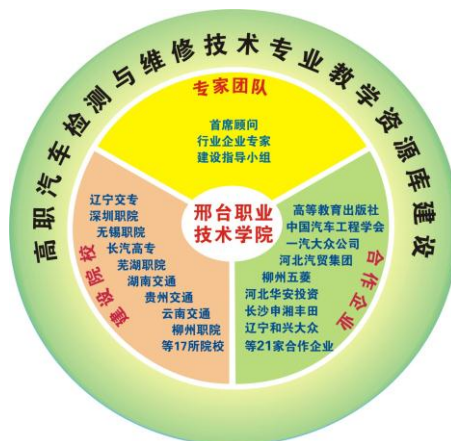 高职汽车检测与维修技术专业教学资源库建设
专家团队
首席顾问
行业企业专家
建设指导小组
邢台职业
技术学院
建设院校
辽宁交专
深圳职院
无锡职院
长汽高专
芜湖职院
湖南交通
贵州交通
云南交通
柳州职院
等17所院校
合作企业
高等教育出版社
中国汽车工程学会
一汽大众公司
河北汽贸集团
柳州五菱
河北华安投资
长沙申湘丰田
辽宁和兴大众
等21家合作企业